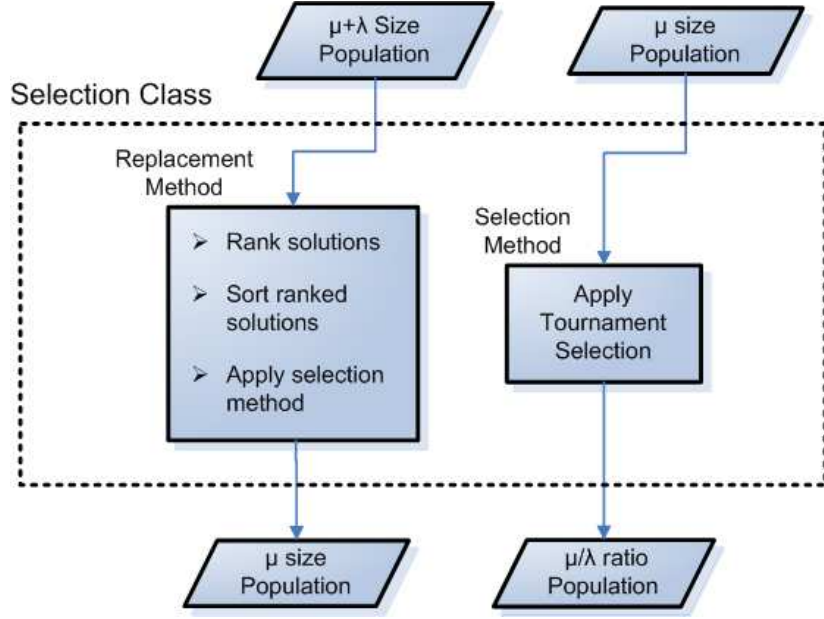 μ+λ Size
Population
μ size
Population
Selection Class
Replacement
Method
➢ Rank solutions
➢ Sort ranked
solutions
➢ Apply selection
method
Selection
Method
Apply
Tournament
Selection
μ size
Population
μ/λ ratio
Population